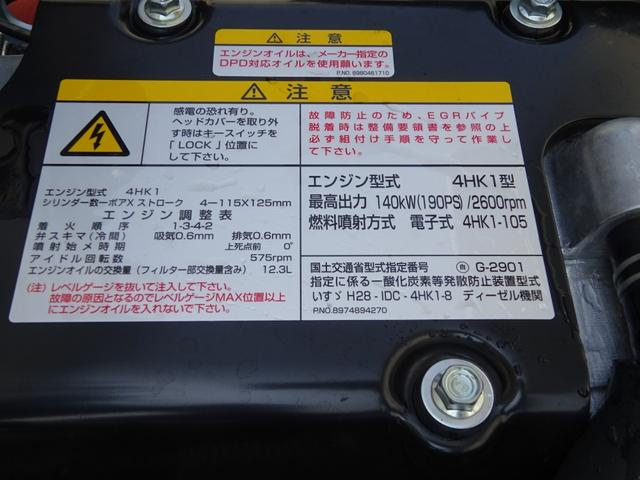 注意
エンジンオイルは、メーカー指定の
DPD対応オイルを使用願います。
P.NO. 8980461710
注意
感電の恐れ有り。
ヘッドカバーを取り外
す時はキースイッチを
「LOCK」位置に
して下さい。
故障防止のため、EGRパイプ
脱着時は整備要領書を参照の上
必ず組付け手順を守って作業し
て下さい。
エンジン型式 4HK1
シリンダー数ーボアXストローク 4ー115X125mm
エンジン調整表
着火順序 1-3-4-2
弁スキマ(冷間) 吸気0.6mm 排気0.6mm
噴射始メ時期 上死点前 0°
アイドル回転数 575rpm
エンジンオイルの交換量(フィルター部交換量含み) 12.3L
(注)レベルゲージを抜いて注入して下さい。
故障の原因となるのでレベルゲージMAX位置以上
にエンジンオイルを入れないで下さい。
エンジン型式 4HK1型
最高出力 140kW(190PS)/2600rpm
燃料噴射方式 電子式 4HK1-105
国土交通省型式指定番号 G-2901
指定に係る一酸化炭素等発散防止装置型式
いすゞ H28-IDC-4HK1-8 ディーゼル機関
P.NO. 8974894270